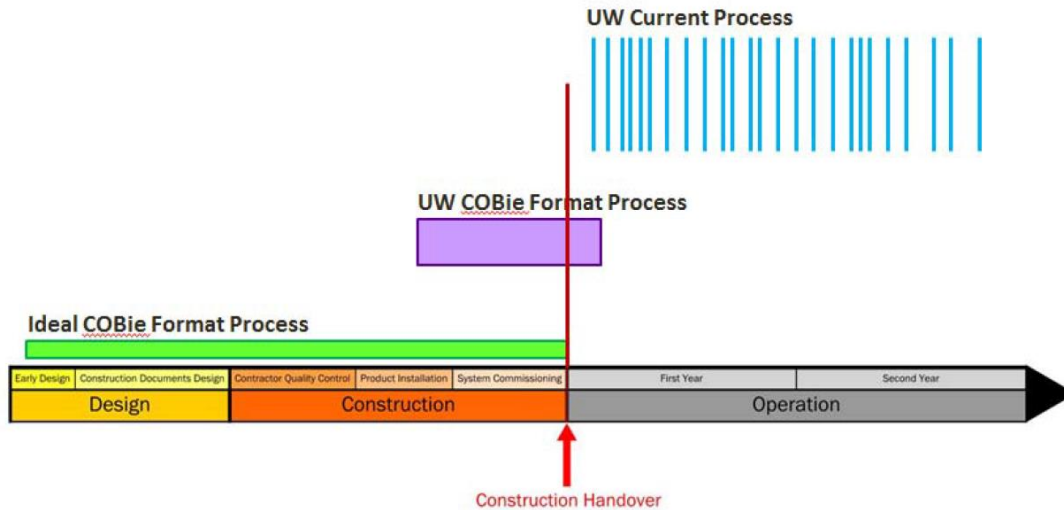 UW Current Process
UW COBie Format Process
Ideal COBie Format Process
Early Design
Construction Documents Design
Contractor Quality Control
Product Installation
System Commissioning
First Year
Second Year
Design
Construction
Operation
Construction Handover